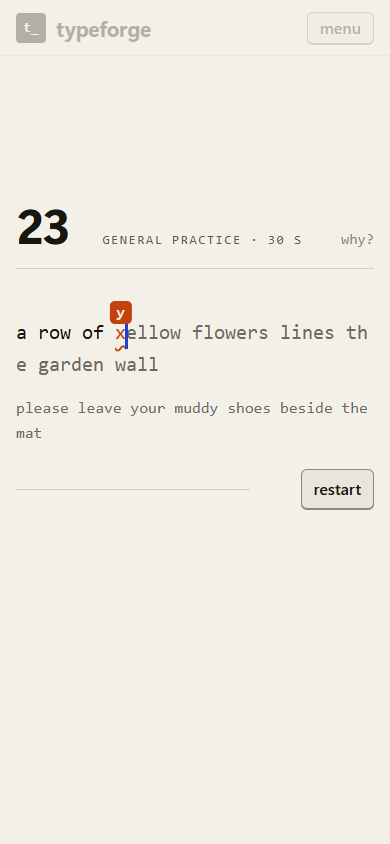 t_ typeforge menu
23 GENERAL PRACTICE · 30 S why?
y
a row of xellow flowers lines th
e garden wall
please leave your muddy shoes beside the
mat
restart